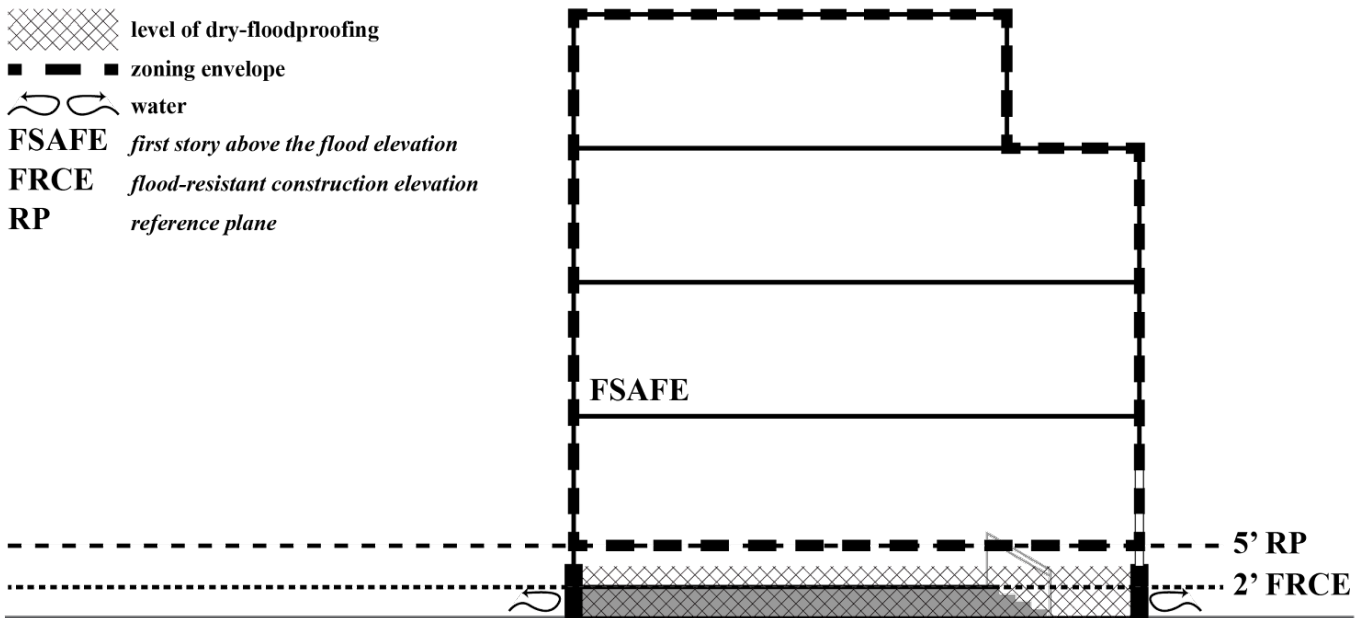 level of dry-floodproofing
zoning envelope
water
FSAFE first story above the flood elevation
FRCE flood-resistant construction elevation
RP reference plane
FSAFE
5’ RP
2’ FRCE